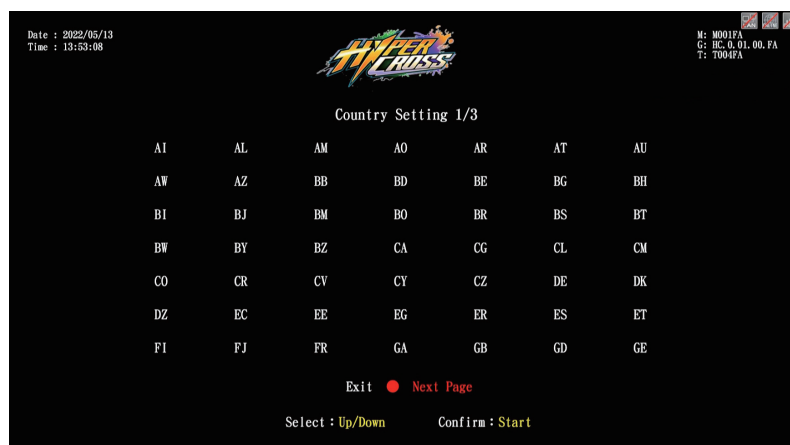 Date : 2022/05/13
Time : 13:53:08
HYPER
CROSS
M: M001FA
G: HC.0.01.00.FA
T: T004FA
Country Setting 1/3
AI AL AM AO AR AT AU
AW AZ BB BD BE BG BH
BI BJ BM BO BR BS BT
BW BY BZ CA CG CL CM
CO CR CV CY CZ DE DK
DZ EC EE EG ER ES ET
FI FJ FR GA GB GD GE
Exit Next Page
Select : Up/Down Confirm : Start